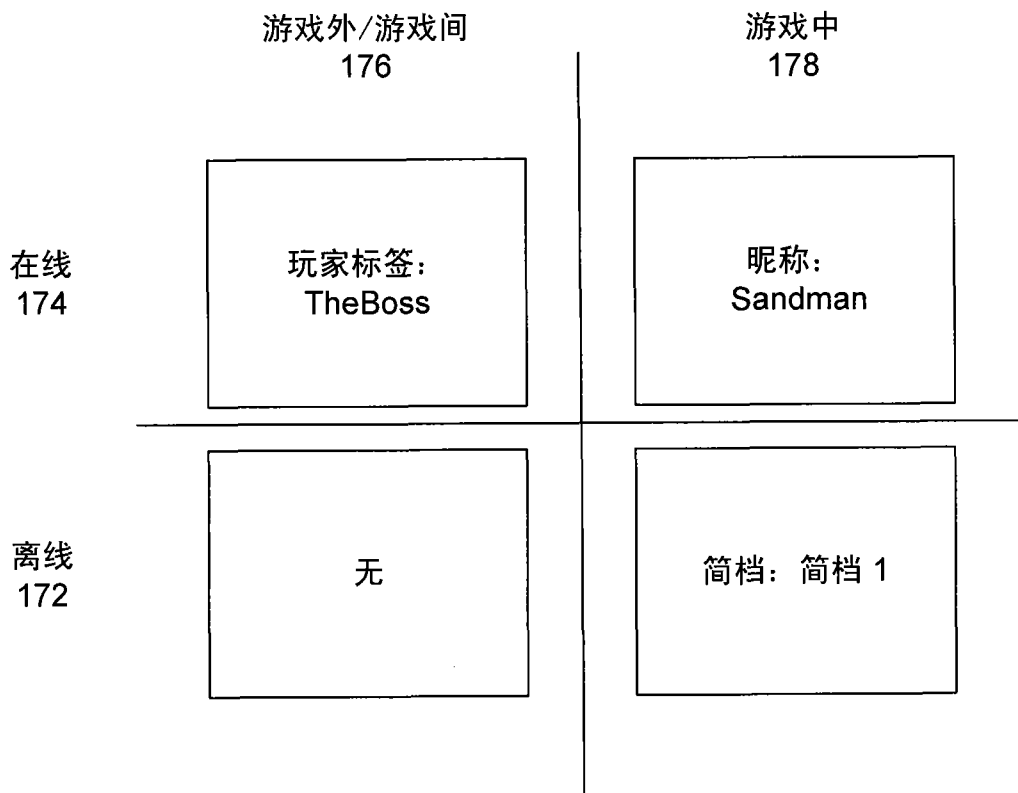 游戏外/游戏间
176
游戏中
178
在线
174
玩家标签：
TheBoss
昵称：
Sandman
离线
172
无
简档：简档 1